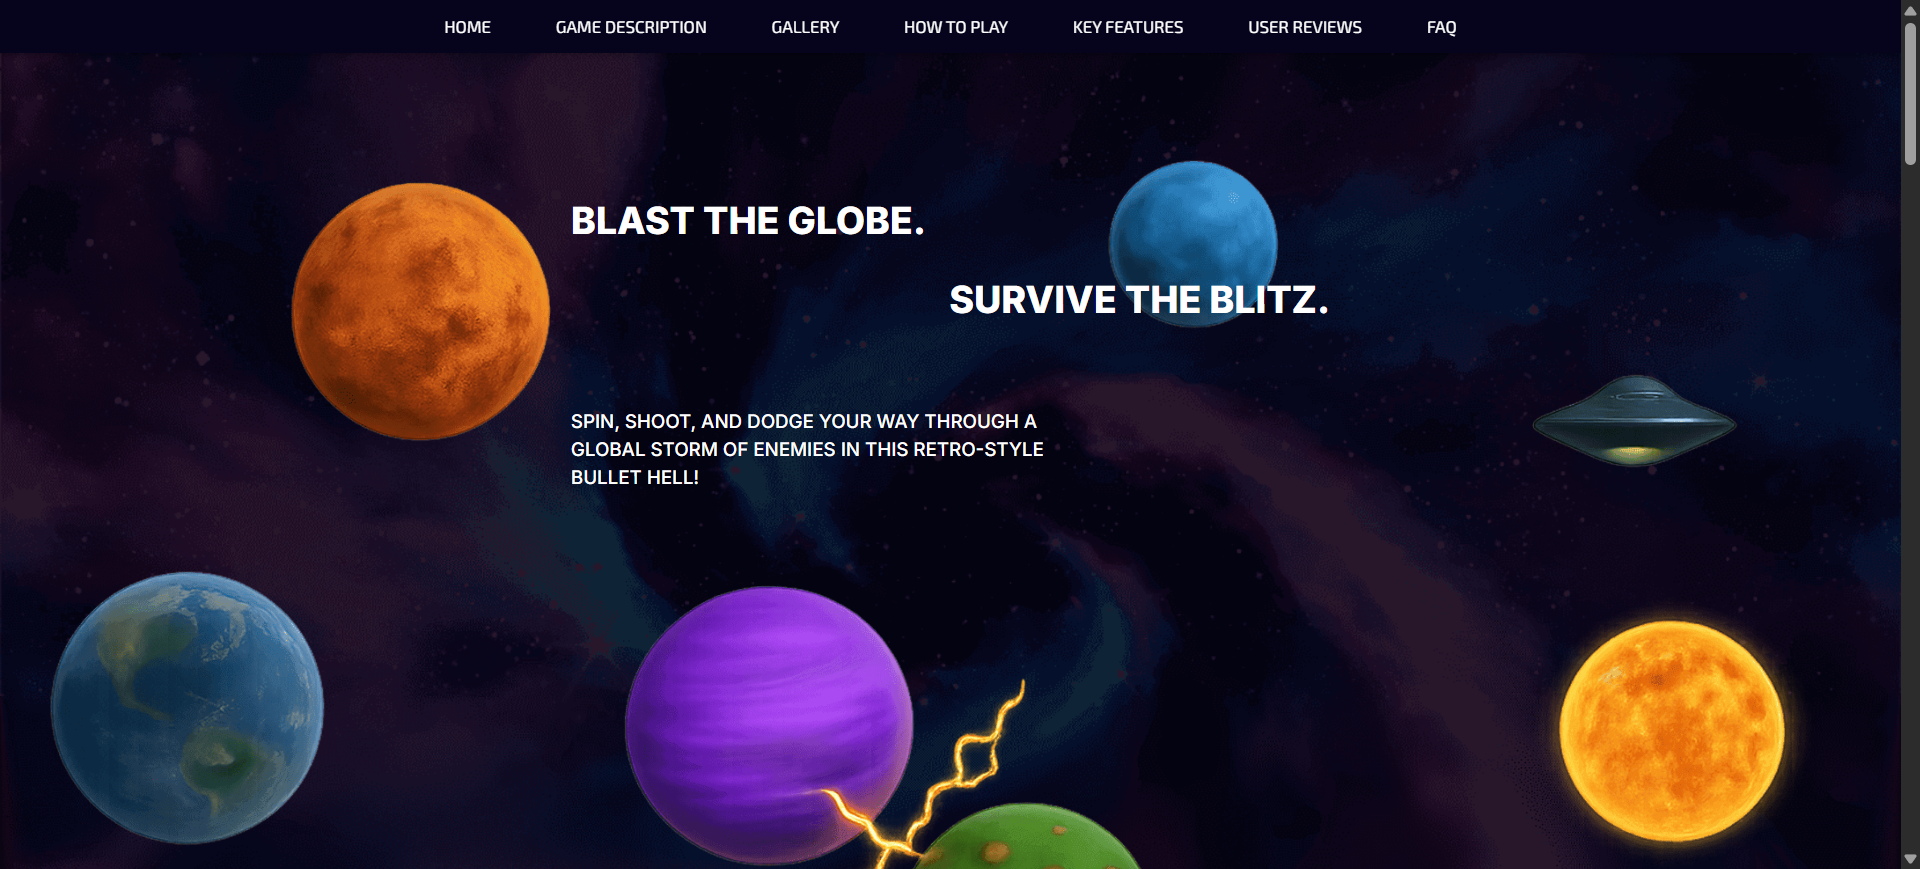 HOME GAME DESCRIPTION GALLERY HOW TO PLAY KEY FEATURES USER REVIEWS FAQ
BLAST THE GLOBE.
SURVIVE THE BLITZ.
SPIN, SHOOT, AND DODGE YOUR WAY THROUGH A
GLOBAL STORM OF ENEMIES IN THIS RETRO-STYLE
BULLET HELL!